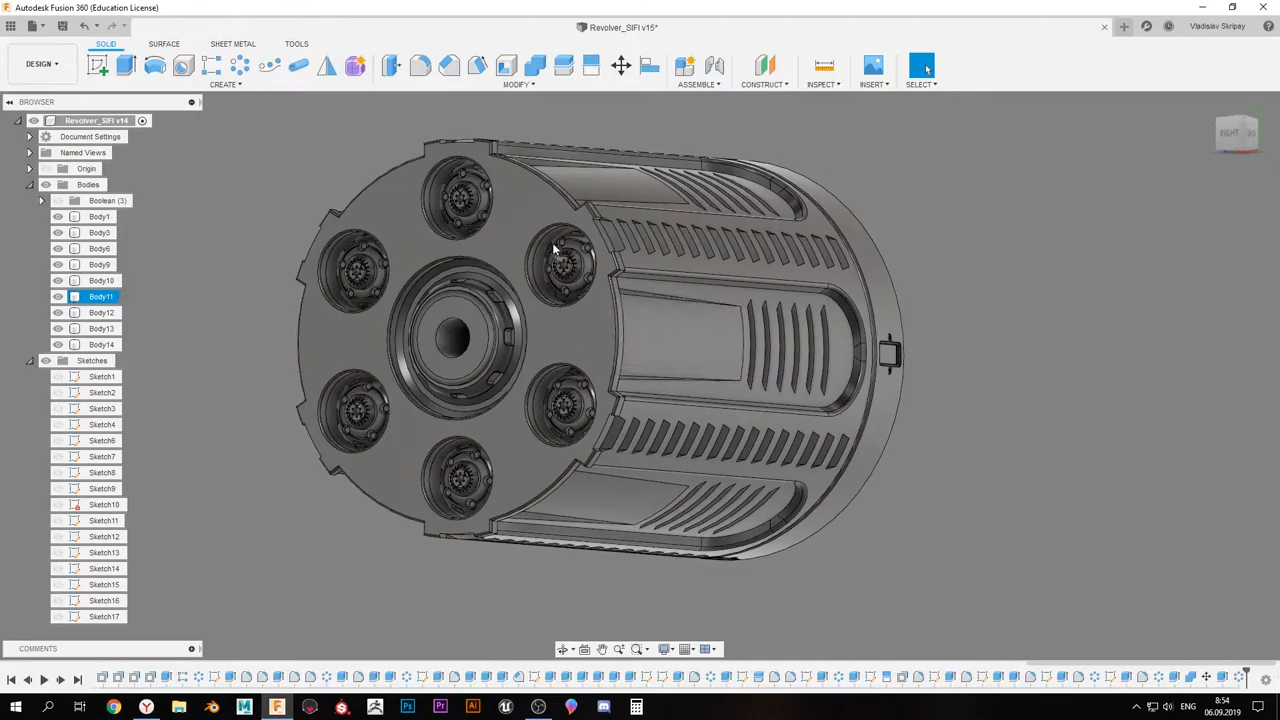 Autodesk Fusion 360 (Education License)
Revolver_SIFI v15*
Vladislav Skripay
DESIGN
SOLID SURFACE SHEET METAL TOOLS
CREATE MODIFY ASSEMBLE CONSTRUCT INSPECT INSERT SELECT
BROWSER
Revolver_SIFI v14
Document Settings
Named Views
Origin
Bodies
Boolean (3)
Body1
Body3
Body6
Body9
Body10
Body11
Body12
Body13
Body14
Sketches
Sketch1
Sketch2
Sketch3
Sketch4
Sketch6
Sketch7
Sketch8
Sketch9
Sketch10
Sketch11
Sketch12
Sketch13
Sketch14
Sketch15
Sketch16
Sketch17
RIGHT
COMMENTS
ENG
8:54
06.09.2019